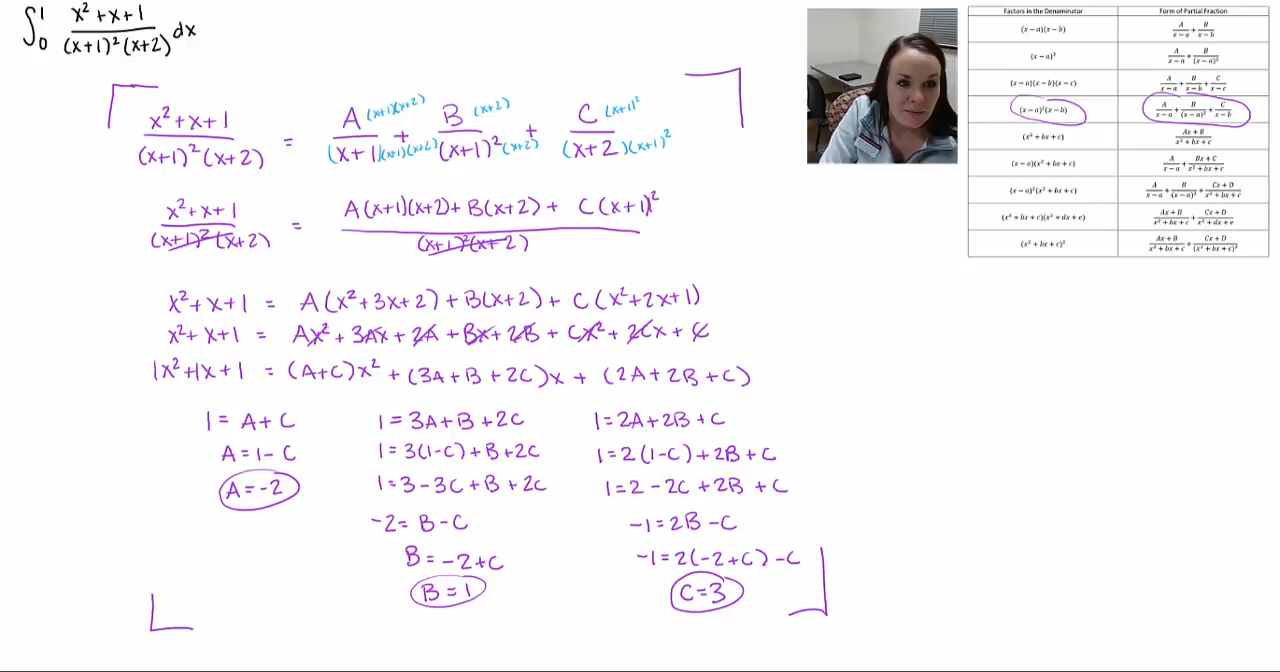 ∫₀¹ (x²+x+1)/((x+1)²(x+2)) dx
(x²+x+1)/((x+1)²(x+2)) = A(x+1)(x+2)/((x+1)(x+1)(x+2)) + B(x+2)/((x+1)²(x+2)) + C(x+1)²/((x+2)(x+1)²)
(x²+x+1)/((x+1)²(x+2)) = (A(x+1)(x+2)+B(x+2)+C(x+1)²)/((x+1)²(x+2))
x²+x+1 = A(x²+3x+2)+B(x+2)+C(x²+2x+1)
x²+x+1 = Ax²+3Ax+2A+Bx+2B+Cx²+2Cx+C
1x²+1x+1 = (A+C)x²+(3A+B+2C)x+(2A+2B+C)
1=A+C 1=3A+B+2C 1=2A+2B+C
A=1-C 1=3(1-C)+B+2C 1=2(1-C)+2B+C
A=-2 1=3-3C+B+2C 1=2-2C+2B+C
-2=B-C -1=2B-C
B=-2+C -1=2(-2+C)-C
B=1 C=3
Factors in the Denominator Form of Partial Fraction
(x-a)(x-b) A/(x-a) + B/(x-b)
(x-a)² A/(x-a) + B/(x-a)²
(x-a)(x-b)(x-c) A/(x-a) + B/(x-b) + C/(x-c)
(x-a)²(x-b) A/(x-a) + B/(x-a)² + C/(x-b)
(x²+bx+c) (Ax+B)/(x²+bx+c)
(x-a)(x²+bx+c) A/(x-a) + (Bx+C)/(x²+bx+c)
(x-a)²(x²+bx+c) A/(x-a) + B/(x-a)² + (Cx+D)/(x²+bx+c)
(x²+bx+c)(x²+dx+e) (Ax+B)/(x²+bx+c) + (Cx+D)/(x²+dx+e)
(x²+bx+c)² (Ax+B)/(x²+bx+c) + (Cx+D)/(x²+bx+c)²